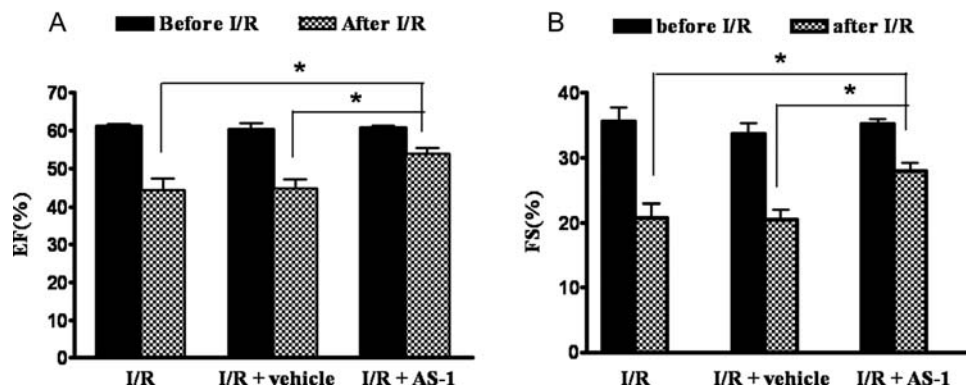 A
Before I/R After I/R
*
*
70
60
50
40
30
20
10
0
EF(%)
I/R I/R + vehicle I/R + AS-1
B
before I/R after I/R
*
*
40
30
20
10
0
FS(%)
I/R I/R + vehicle I/R + AS-1